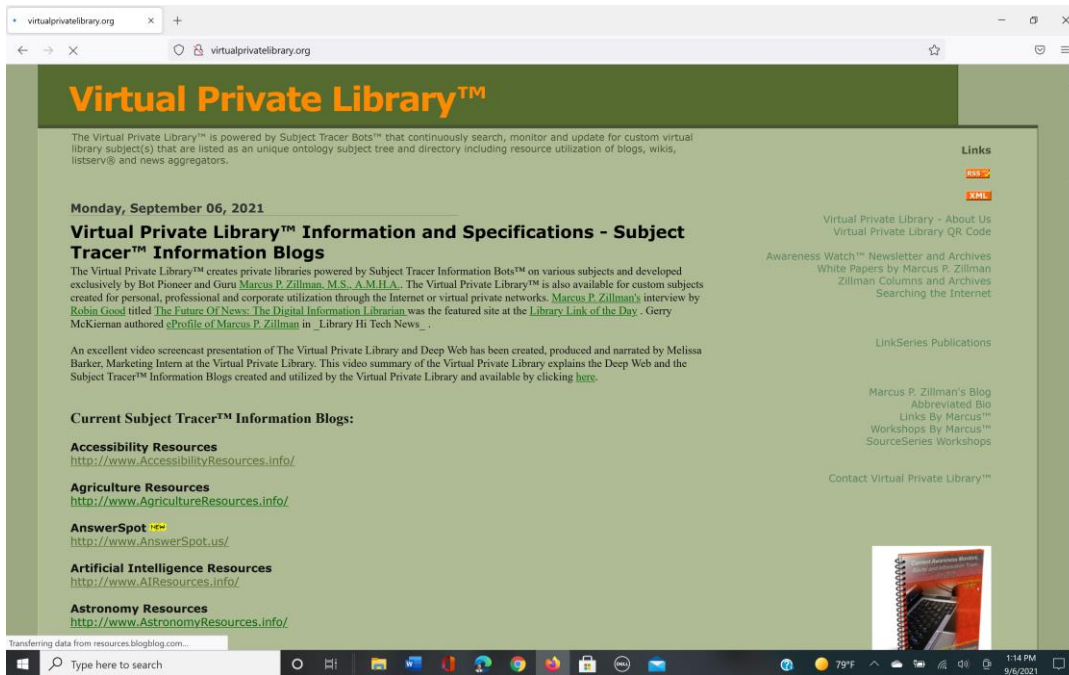 virtualprivatelibrary.org
virtualprivatelibrary.org
Virtual Private Library™
The Virtual Private Library™ is powered by Subject Tracer Bots™ that continuously search, monitor and update for custom virtual
library subject(s) that are listed as an unique ontology subject tree and directory including resource utilization of blogs, wikis,
listserv® and news aggregators.
Monday, September 06, 2021
Virtual Private Library™ Information and Specifications - Subject
Tracer™ Information Blogs
The Virtual Private Library™ creates private libraries powered by Subject Tracer Information Bots™ on various subjects and developed
exclusively by Bot Pioneer and Guru Marcus P. Zillman, M.S., A.M.H.A.. The Virtual Private Library™ is also available for custom subjects
created for personal, professional and corporate utilization through the Internet or virtual private networks. Marcus P. Zillman's interview by
Robin Good titled The Future Of News: The Digital Information Librarian was the featured site at the Library Link of the Day . Gerry
McKiernan authored eProfile of Marcus P. Zillman in _Library Hi Tech News_ .
An excellent video screencast presentation of The Virtual Private Library and Deep Web has been created, produced and narrated by Melissa
Barker, Marketing Intern at the Virtual Private Library. This video summary of the Virtual Private Library explains the Deep Web and the
Subject Tracer™ Information Blogs created and utilized by the Virtual Private Library and available by clicking here.
Current Subject Tracer™ Information Blogs:
Accessibility Resources
http://www.AccessibilityResources.info/
Agriculture Resources
http://www.AgricultureResources.info/
AnswerSpot NEW
http://www.AnswerSpot.us/
Artificial Intelligence Resources
http://www.AIResources.info/
Astronomy Resources
http://www.AstronomyResources.info/
Links
RSS
XML
Virtual Private Library - About Us
Virtual Private Library QR Code
Awareness Watch™ Newsletter and Archives
White Papers by Marcus P. Zillman
Zillman Columns and Archives
Searching the Internet
LinkSeries Publications
Marcus P. Zillman's Blog
Abbreviated Bio
Links By Marcus™
Workshops By Marcus™
SourceSeries Workshops
Contact Virtual Private Library™
Transferring data from resources.blogblog.com...
Type here to search
DELL
79°F
1:14 PM
9/6/2021